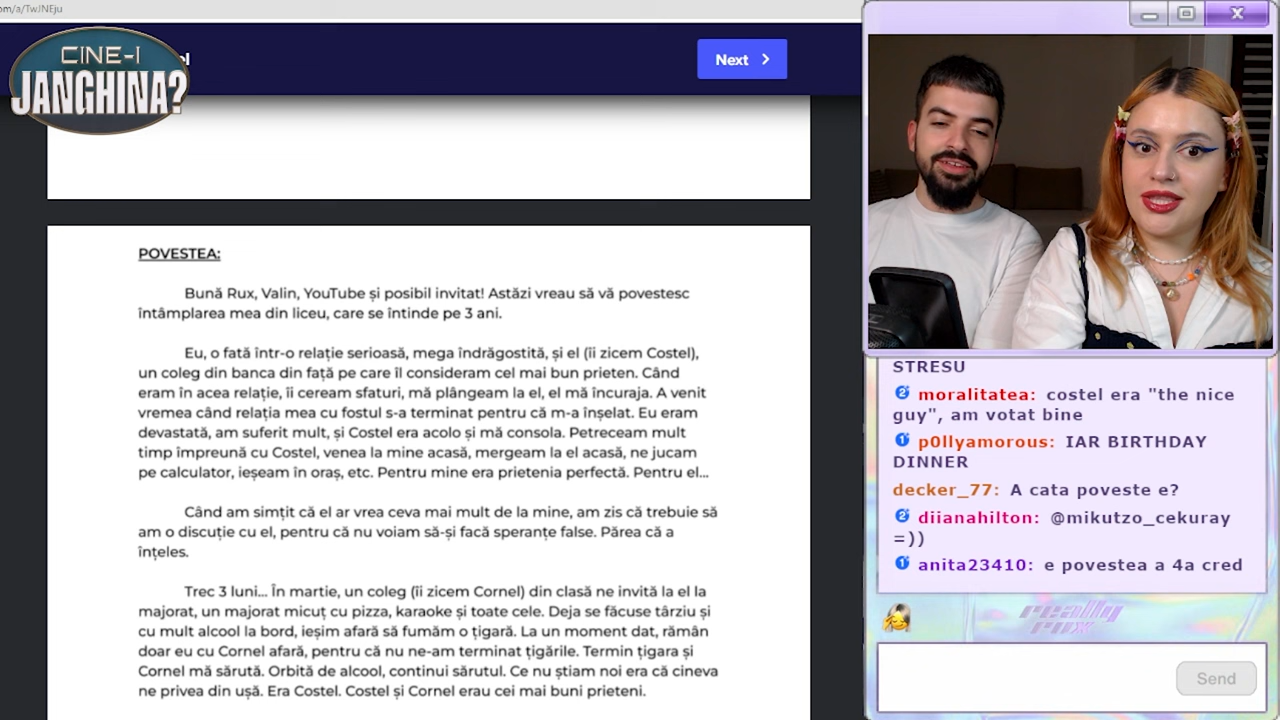 om/a/TwJNEju
CINE-I
JANGHINA?
Next
POVESTEA:
Bună Rux, Valin, YouTube și posibil invitat! Astăzi vreau să vă povestesc
întâmplarea mea din liceu, care se întinde pe 3 ani.
Eu, o fată într-o relație serioasă, mega îndrăgostită, și el (îi zicem Costel),
un coleg din banca din față pe care îl consideram cel mai bun prieten. Când
eram în acea relație, îi ceream sfaturi, mă plângeam la el, el mă încuraja. A venit
vremea când relația mea cu fostul s-a terminat pentru că m-a înșelat. Eu eram
devastată, am suferit mult, și Costel era acolo și mă consola. Petreceam mult
timp împreună cu Costel, venea la mine acasă, mergeam la el acasă, ne jucam
pe calculator, ieșeam în oraș, etc. Pentru mine era prietenia perfectă. Pentru el...
Când am simțit că el ar vrea ceva mai mult de la mine, am zis că trebuie să
am o discuție cu el, pentru că nu voiam să-și facă speranțe false. Părea că a
înțeles.
Trec 3 luni... În martie, un coleg (îi zicem Cornel) din clasă ne invită la el la
majorat, un majorat micuț cu pizza, karaoke și toate cele. Deja se făcuse târziu și
cu mult alcool la bord, ieșim afară să fumăm o țigară. La un moment dat, rămân
doar eu cu Cornel afară, pentru că nu ne-am terminat țigările. Termin țigara și
Cornel mă sărută. Orbită de alcool, continui sărutul. Ce nu știam noi era că cineva
ne privea din ușă. Era Costel. Costel și Cornel erau cei mai buni prieteni.
STRESU
moralitatea: costel era "the nice
guy", am votat bine
p0llyamorous: IAR BIRTHDAY
DINNER
decker_77: A cata poveste e?
diianahilton: @mikutzo_cekuray
=))
anita23410: e povestea a 4a cred
really
rux
Send